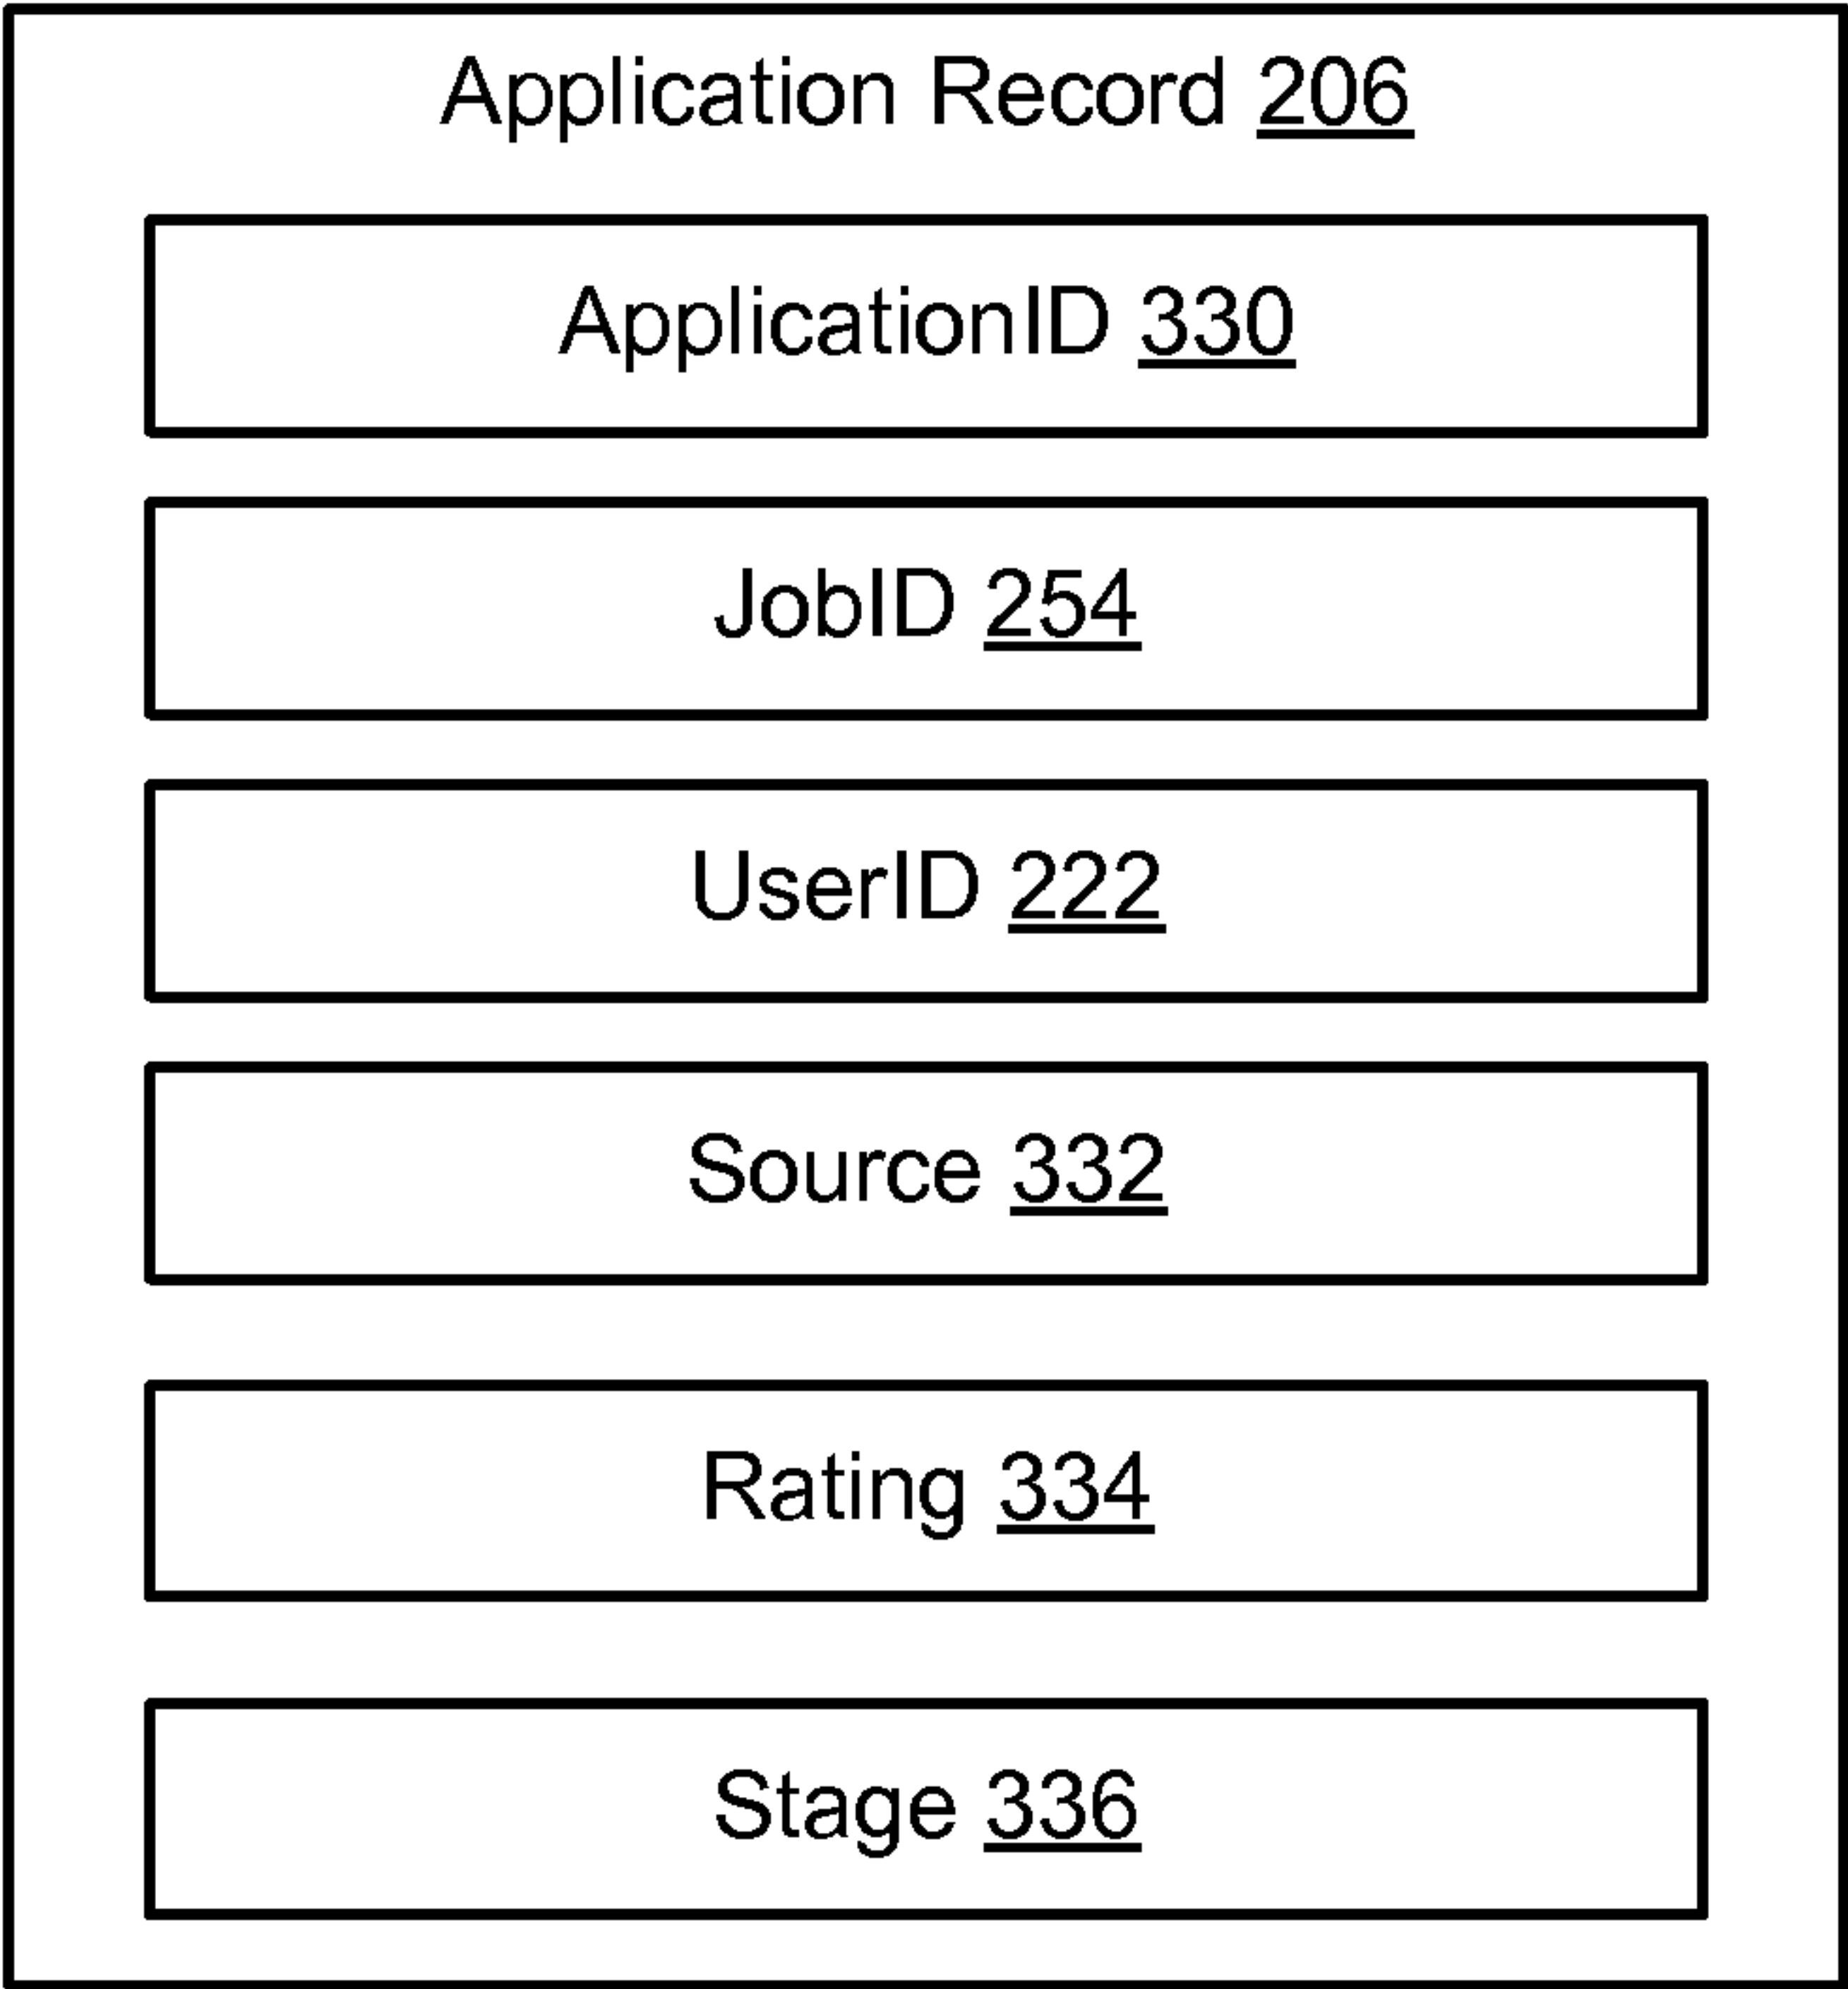 Application Record 206
ApplicationID 330
JobID 254
UserID 222
Source 332
Rating 334
Stage 336